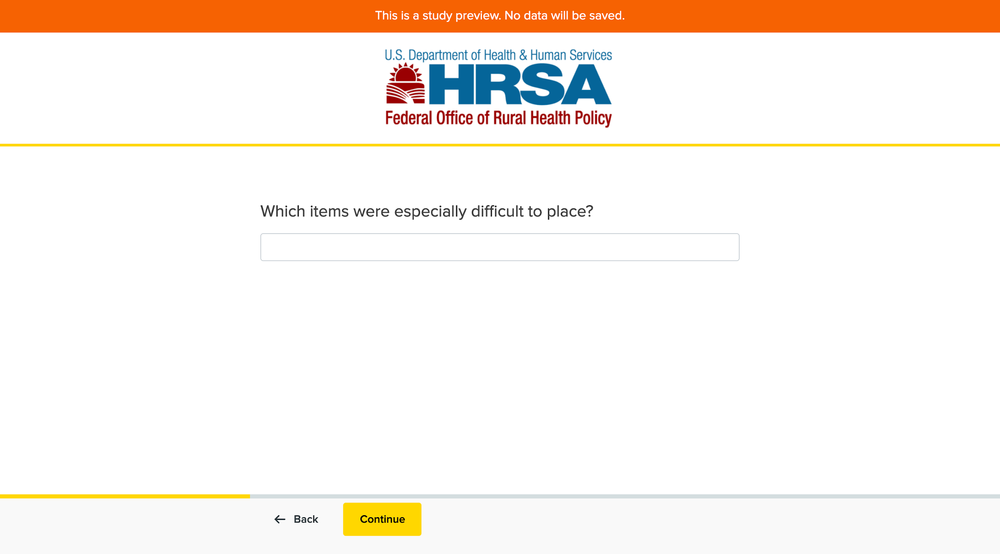 This is a study preview. No data will be saved.
U.S. Department of Health & Human Services
HRSA
Federal Office of Rural Health Policy
Which items were especially difficult to place?
Back
Continue